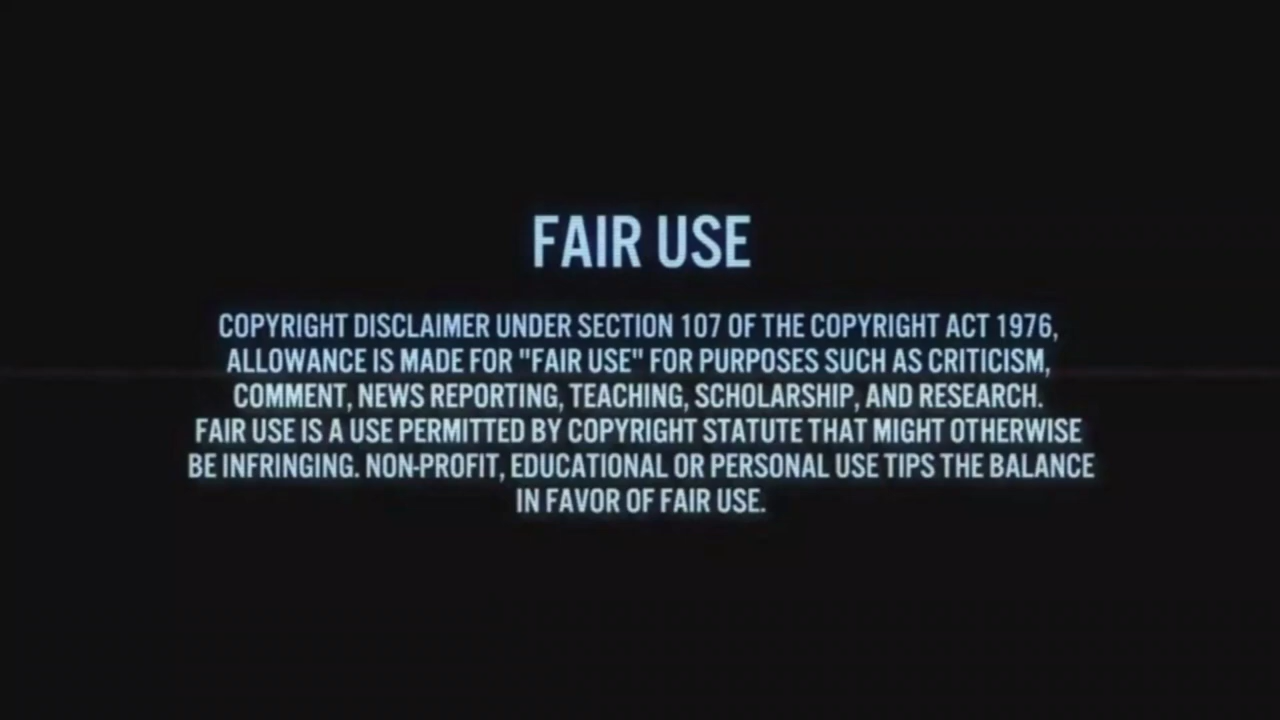 FAIR USE
COPYRIGHT DISCLAIMER UNDER SECTION 107 OF THE COPYRIGHT ACT 1976,
ALLOWANCE IS MADE FOR "FAIR USE" FOR PURPOSES SUCH AS CRITICISM,
COMMENT, NEWS REPORTING, TEACHING, SCHOLARSHIP, AND RESEARCH.
FAIR USE IS A USE PERMITTED BY COPYRIGHT STATUTE THAT MIGHT OTHERWISE
BE INFRINGING. NON-PROFIT, EDUCATIONAL OR PERSONAL USE TIPS THE BALANCE
IN FAVOR OF FAIR USE.